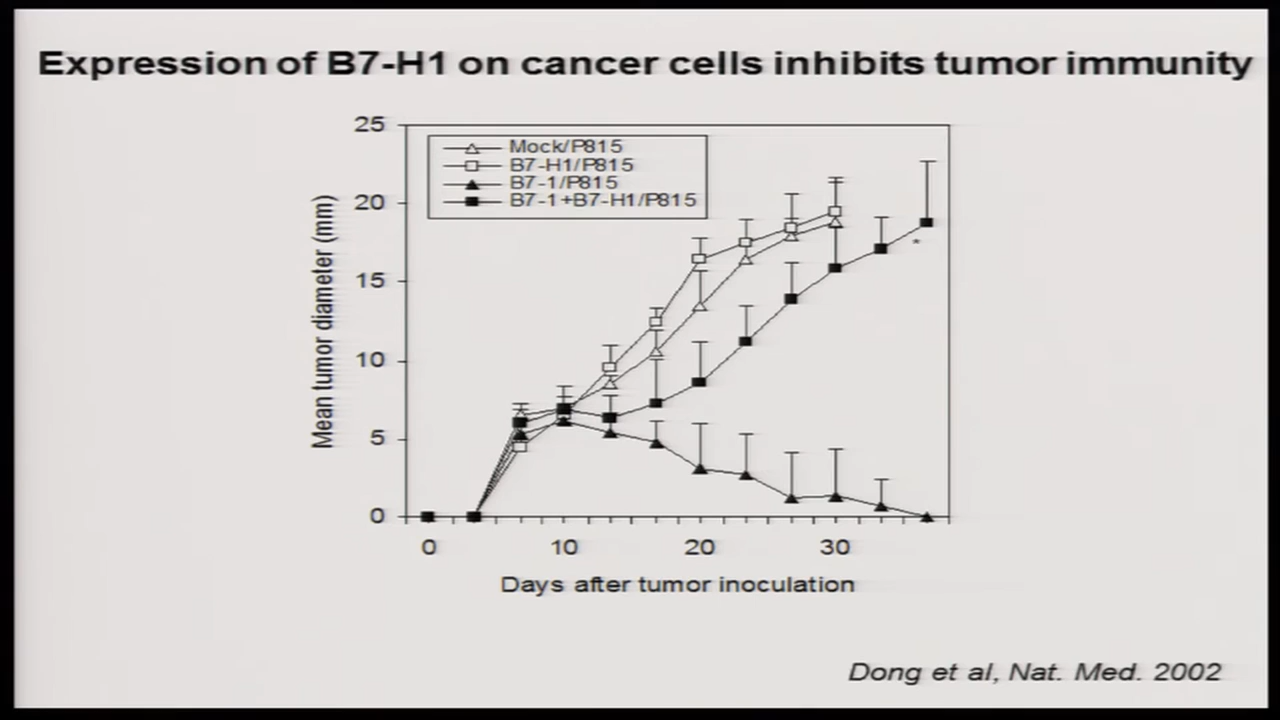 Expression of B7-H1 on cancer cells inhibits tumor immunity
25
20
15
10
5
0
Mean tumor diameter (mm)
Mock/P815
B7-H1/P815
B7-1/P815
B7-1+B7-H1/P815
*
0 10 20 30
Days after tumor inoculation
Dong et al, Nat. Med. 2002